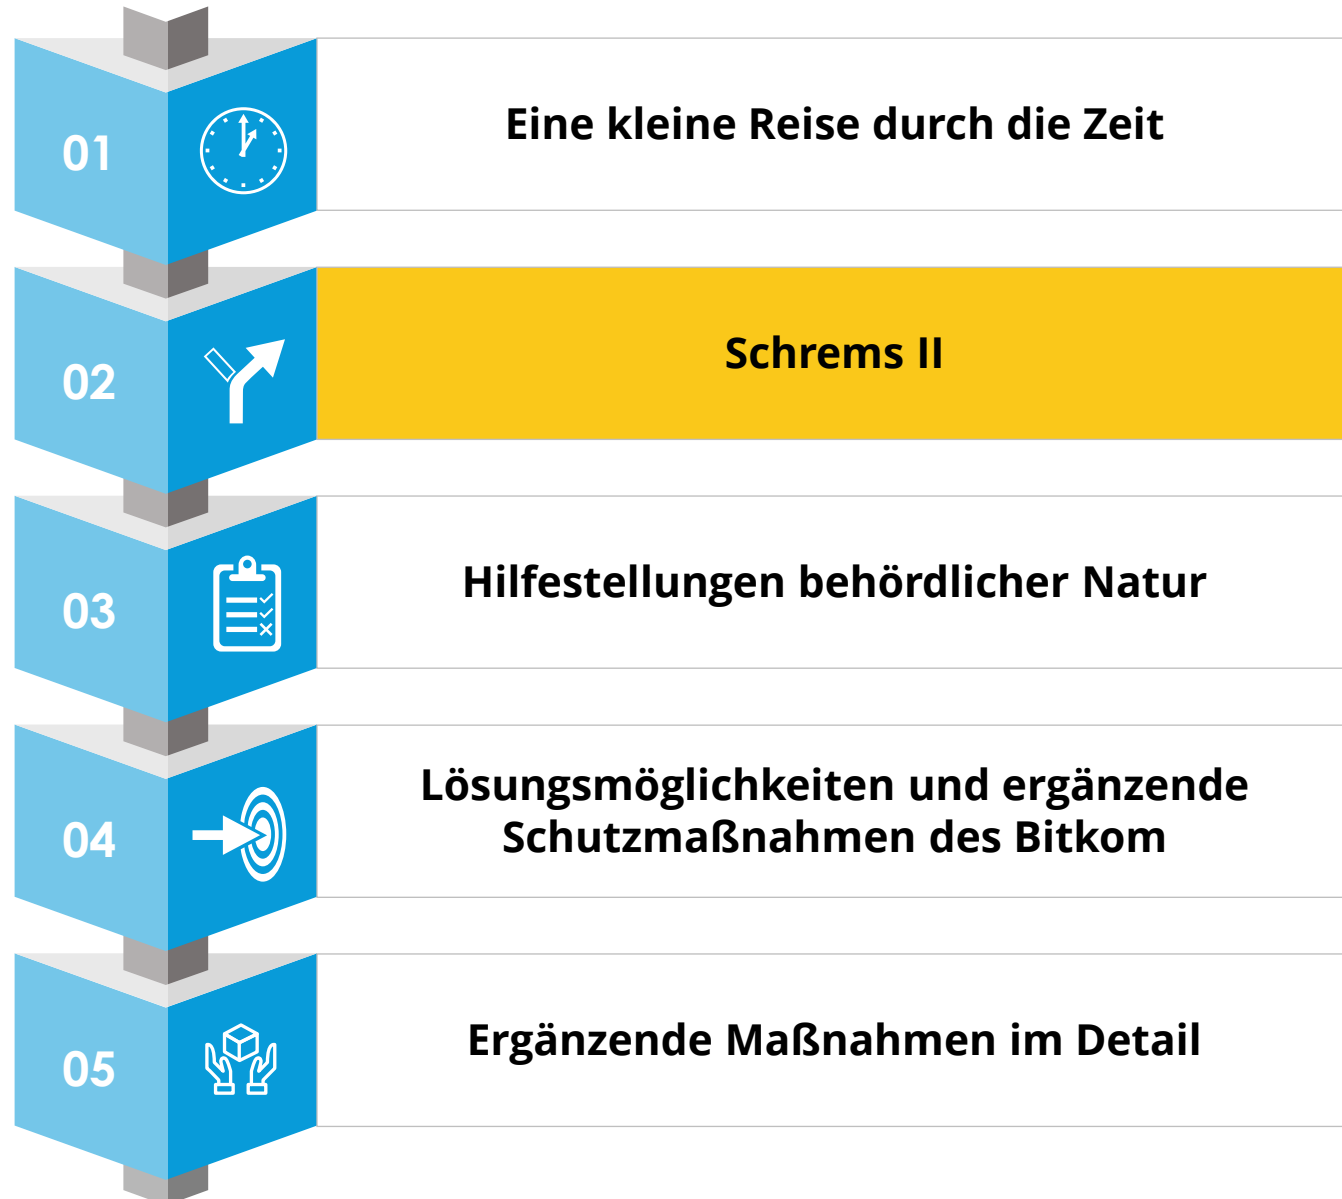 01
Eine kleine Reise durch die Zeit
02
Schrems II
03
Hilfestellungen behördlicher Natur
04
Lösungsmöglichkeiten und ergänzende
Schutzmaßnahmen des Bitkom
05
Ergänzende Maßnahmen im Detail